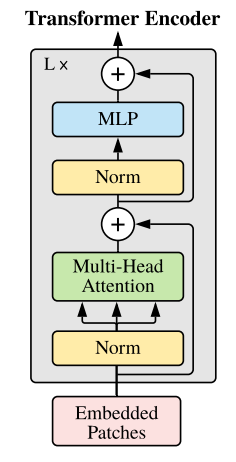 Transformer Encoder
L ×
+
MLP
Norm
+
Multi-Head
Attention
Norm
Embedded
Patches